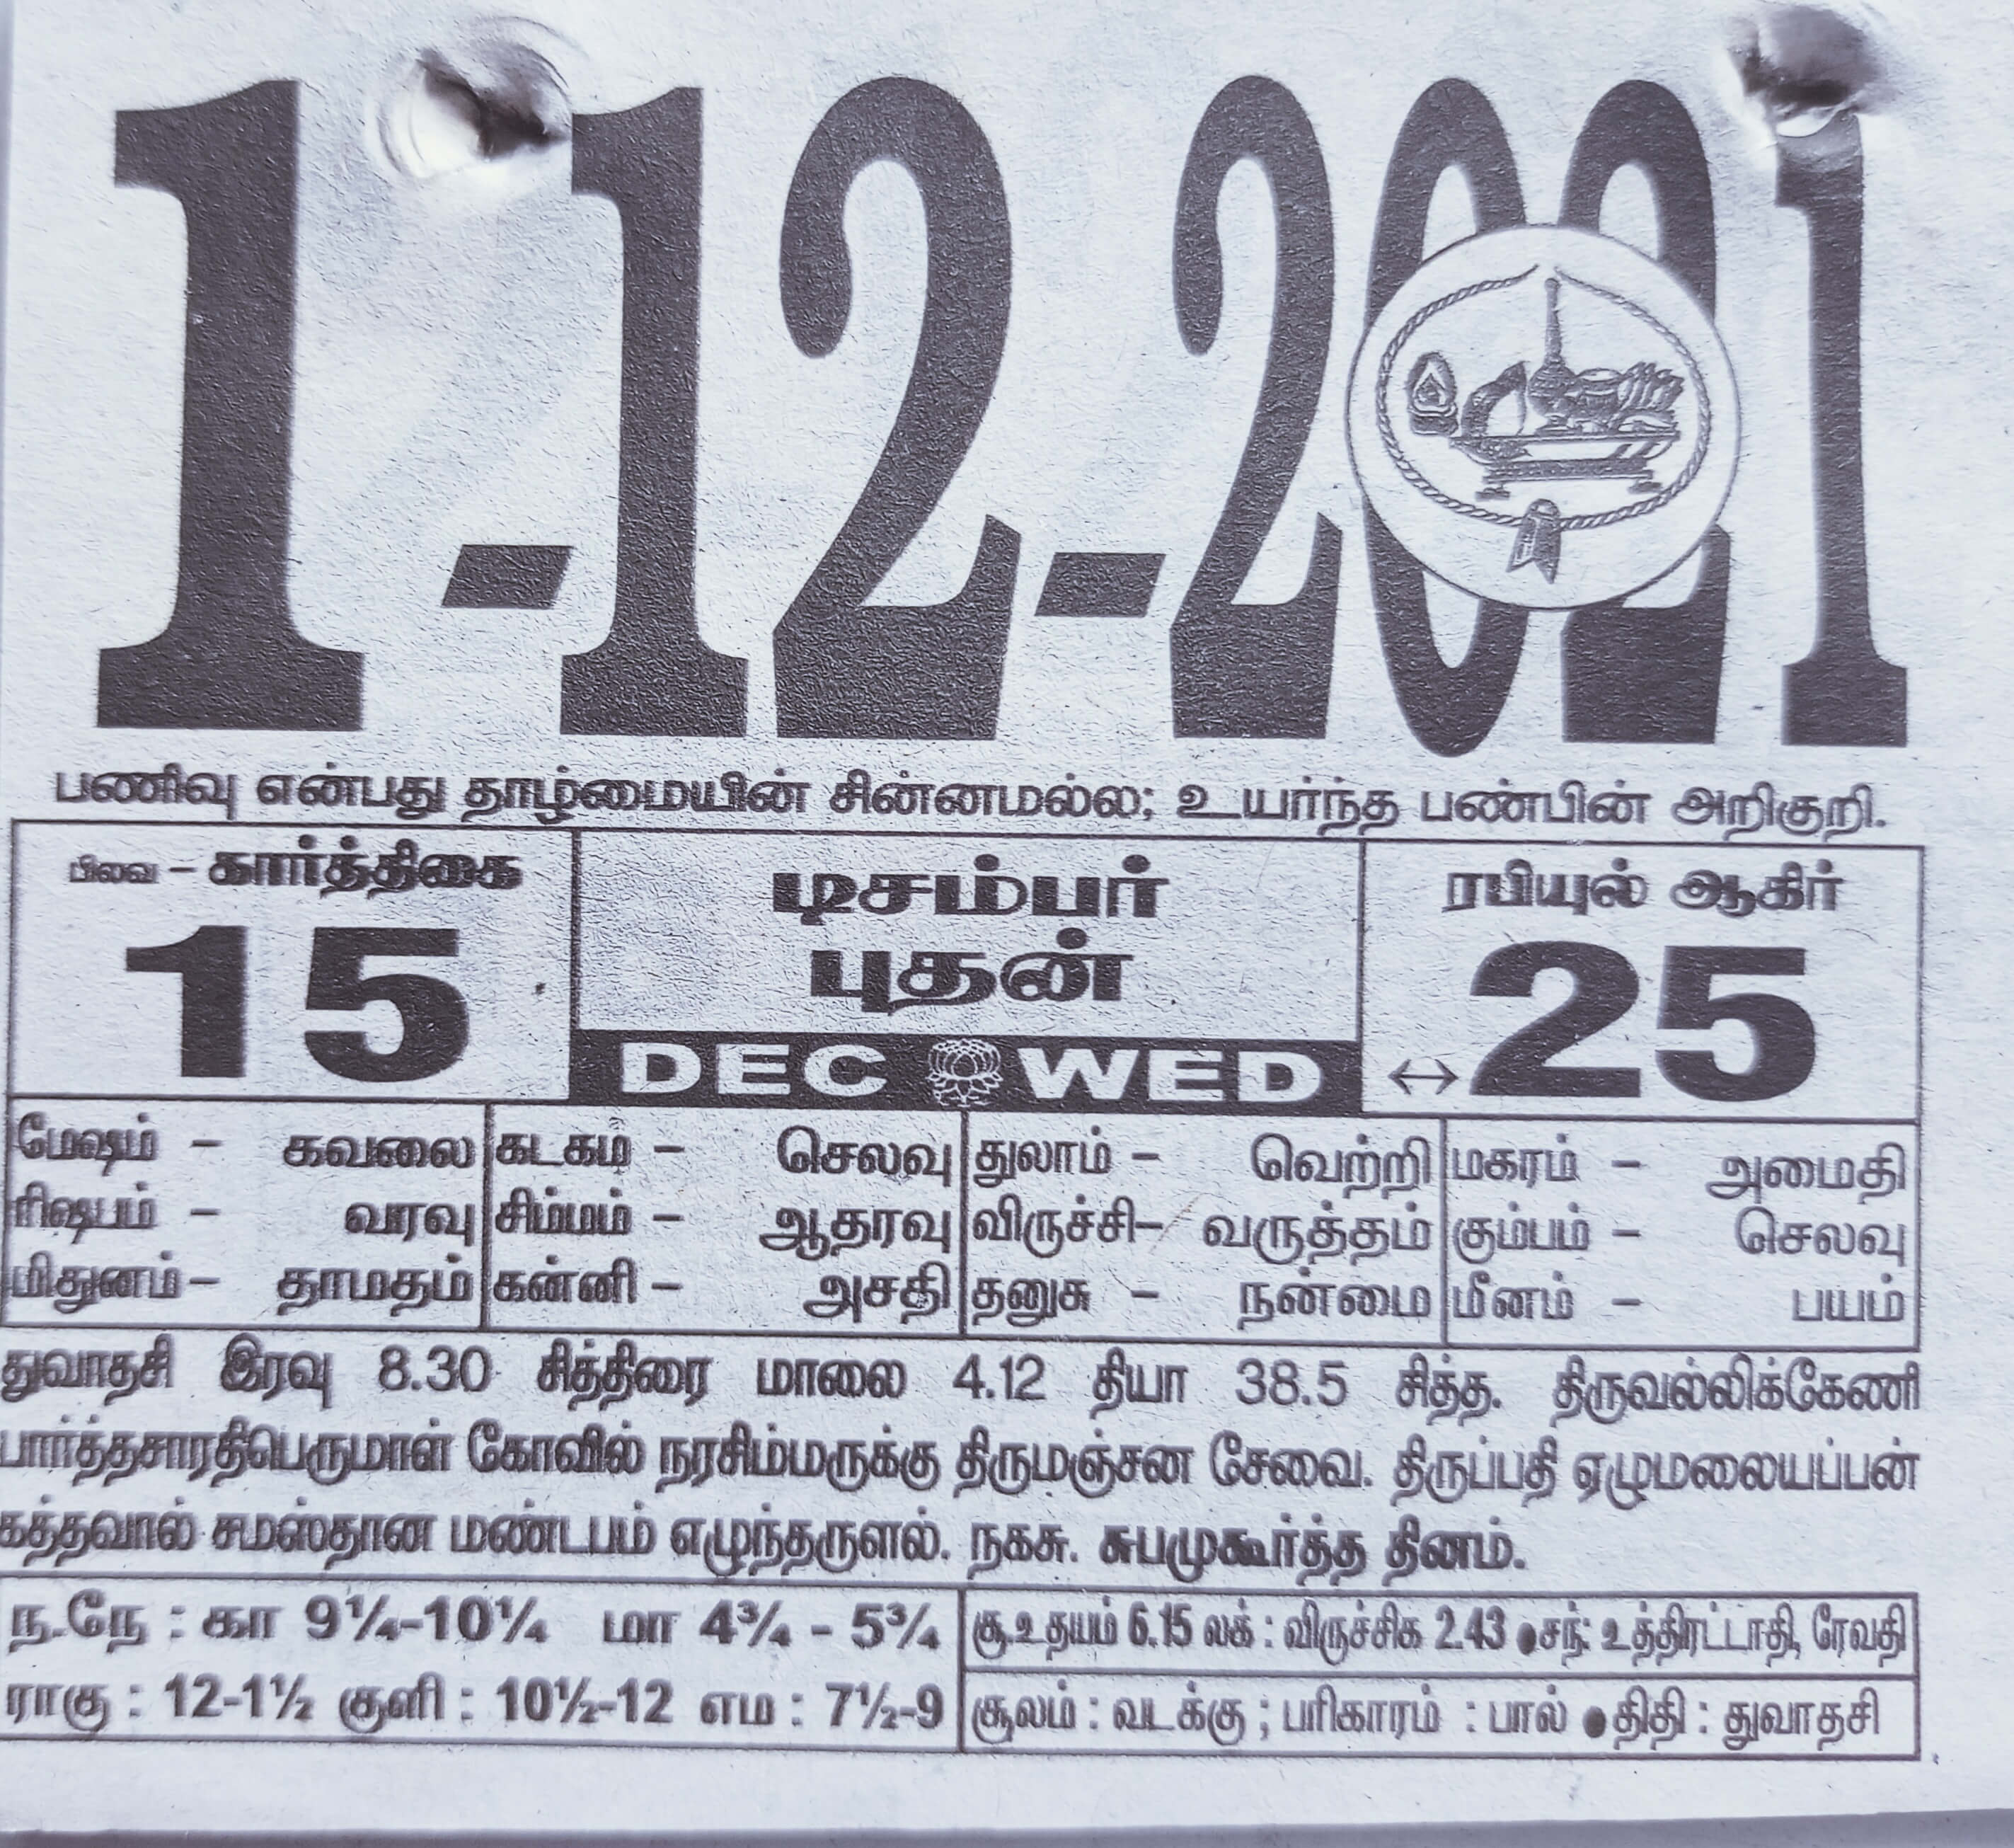 1-12-2021
பணிவு என்பது தாழ்மையின் சின்னமல்ல; உயர்ந்த பண்பின் அறிகுறி.
பிலவ - கார்த்திகை
15
டிசம்பர்
புதன்
DEC WED
ரபியுல் ஆகிர்
↔25
மேஷம் - கவலை கடகம் - செலவு துலாம் - வெற்றி மகரம் - அமைதி
ரிஷபம் - வரவு சிம்மம் - ஆதரவு விருச்சி- வருத்தம் கும்பம் - செலவு
மிதுனம்- தாமதம் கன்னி - அசதி தனுசு - நன்மை மீனம் - பயம்
துவாதசி இரவு 8.30 சித்திரை மாலை 4.12 தியா 38.5 சித்த. திருவல்லிக்கேணி
பார்த்தசாரதிபெருமாள் கோவில் நரசிம்மருக்கு திருமஞ்சன சேவை. திருப்பதி ஏழுமலையப்பன்
கத்தவால் சமஸ்தான மண்டபம் எழுந்தருளல். நகசு. சுபமுகூர்த்த தினம்.
ந.நே : கா 9¼-10¼ மா 4¾ - 5¾
ராகு : 12-1½ குளி : 10½-12 எம : 7½-9
சூ.உதயம் 6.15 லக் : விருச்சிக 2.43 ●சந்: உத்திரட்டாதி, ரேவதி
சூலம் : வடக்கு ; பரிகாரம் : பால் ●திதி : துவாதசி